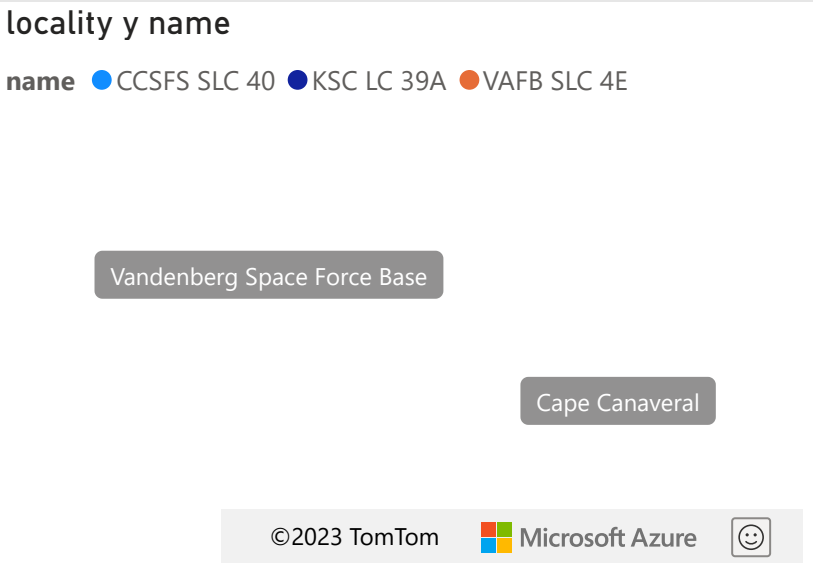 locality y name
name CCSFS SLC 40 KSC LC 39A VAFB SLC 4E
Vandenberg Space Force Base
Cape Canaveral
©2023 TomTom Microsoft Azure